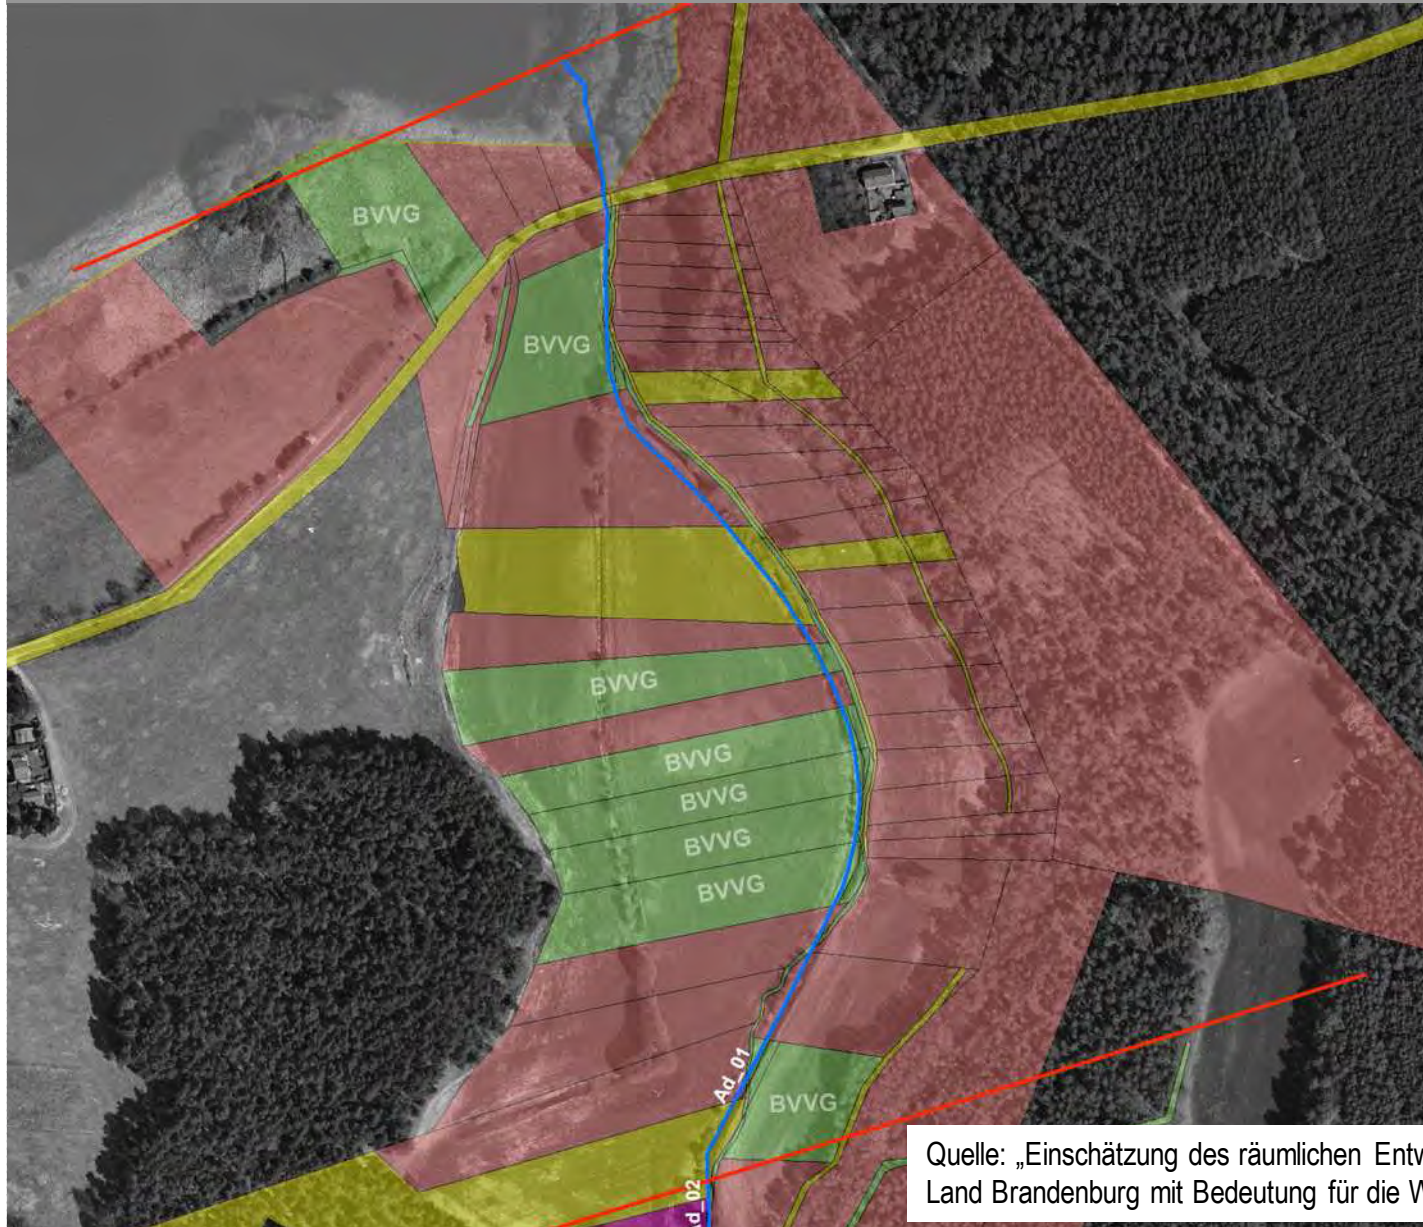 BVVG
BVVG
BVVG
BVVG
BVVG
BVVG
BVVG
Ad_01
BVVG
Quelle: „Einschätzung des räumlichen Entw
Land Brandenburg mit Bedeutung für die W
d_02